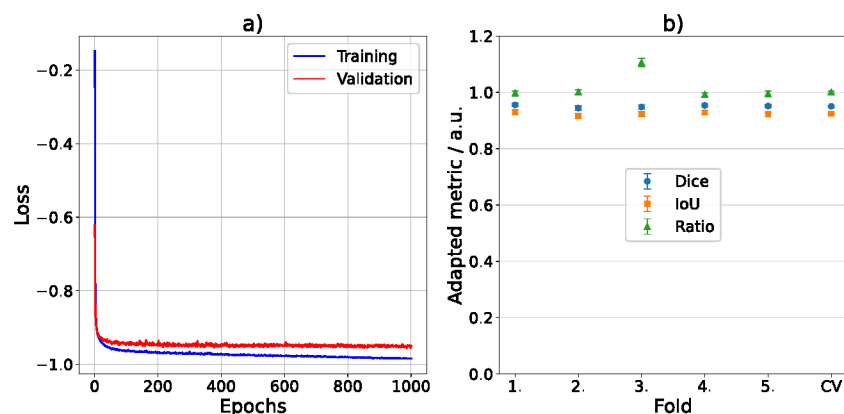 a)
Loss
−0.2
−0.4
−0.6
−0.8
−1.0
Training
Validation
0 200 400 600 800 1000
Epochs
b)
Adapted metric / a.u.
1.2
1.0
0.8
0.6
0.4
0.2
0.0
Dice
IoU
Ratio
1. 2. 3. 4. 5. CV
Fold